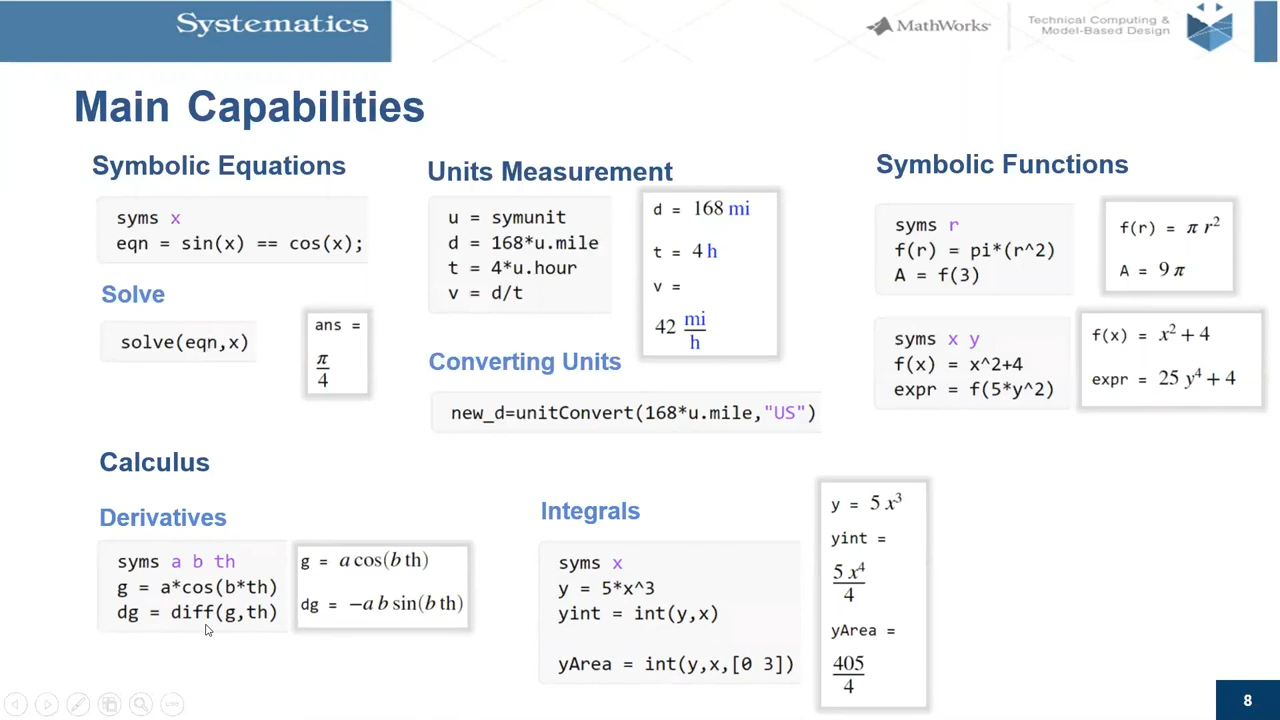 Systematics
MathWorks
Technical Computing &
Model-Based Design
Main Capabilities
Symbolic Equations
syms x
eqn = sin(x) == cos(x);
Solve
solve(eqn,x)
ans =
π
4
Units Measurement
u = symunit
d = 168*u.mile
t = 4*u.hour
v = d/t
d = 168 mi
t = 4 h
v =
42 mi
h
Converting Units
new_d=unitConvert(168*u.mile,"US")
Symbolic Functions
syms r
f(r) = pi*(r^2)
A = f(3)
f(r) = π r²
A = 9 π
syms x y
f(x) = x^2+4
expr = f(5*y^2)
f(x) = x² + 4
expr = 25 y⁴ + 4
Calculus
Derivatives
syms a b th
g = a*cos(b*th)
dg = diff(g,th)
g = a cos(b th)
dg = −a b sin(b th)
Integrals
syms x
y = 5*x^3
yint = int(y,x)
yArea = int(y,x,[0 3])
y = 5 x³
yint =
5 x⁴
4
yArea =
405
4
8